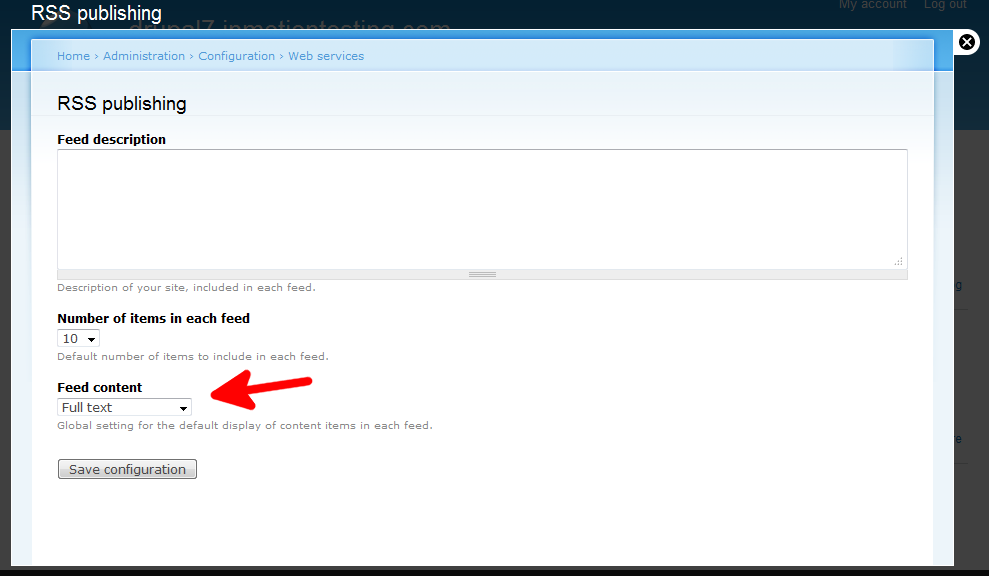 RSS publishing
My account Log out
drupal7.inmotiontesting.com
Home › Administration › Configuration › Web services
RSS publishing
Feed description
Description of your site, included in each feed.
Number of items in each feed
10
Default number of items to include in each feed.
Feed content
Full text
Global setting for the default display of content items in each feed.
Save configuration